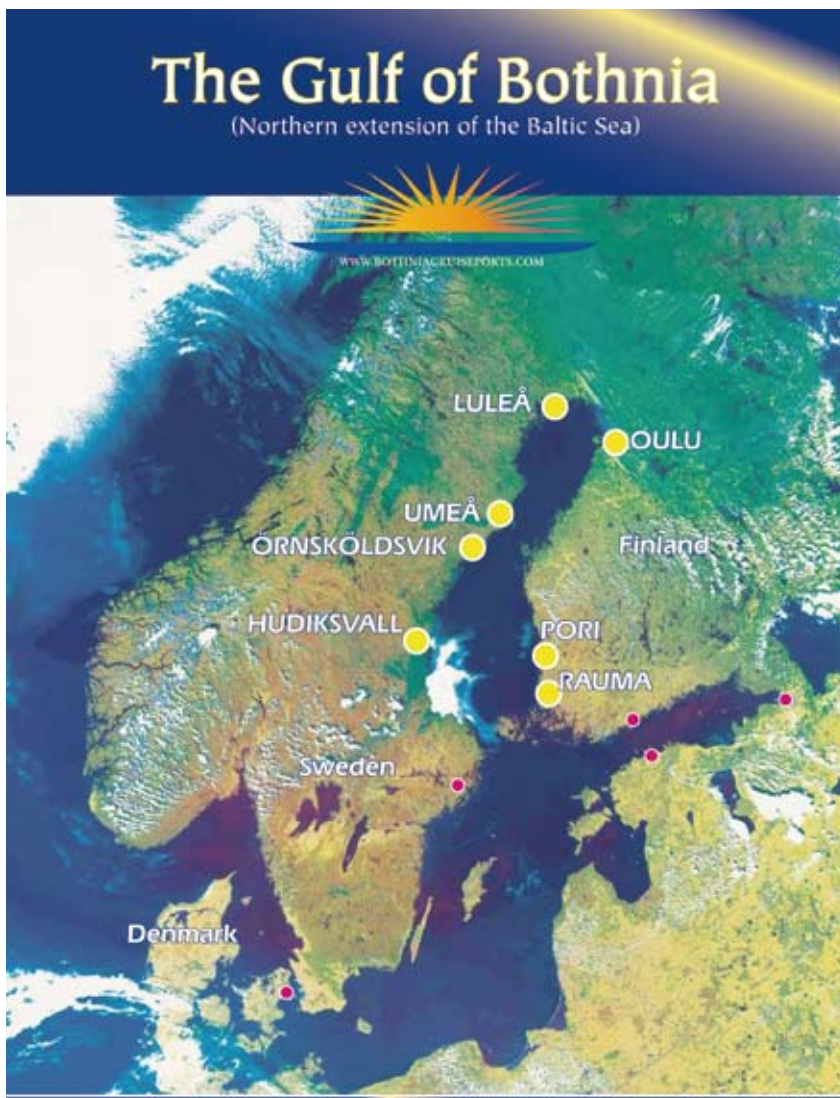 The Gulf of Bothnia
(Northern extension of the Baltic Sea)
WWW.BOTHNIACRUISEPORTS.COM
LULEÅ
OULU
UMEÅ
ÖRNSKÖLDSVIK
Finland
HUDIKSVALL
PORI
RAUMA
Sweden
Denmark